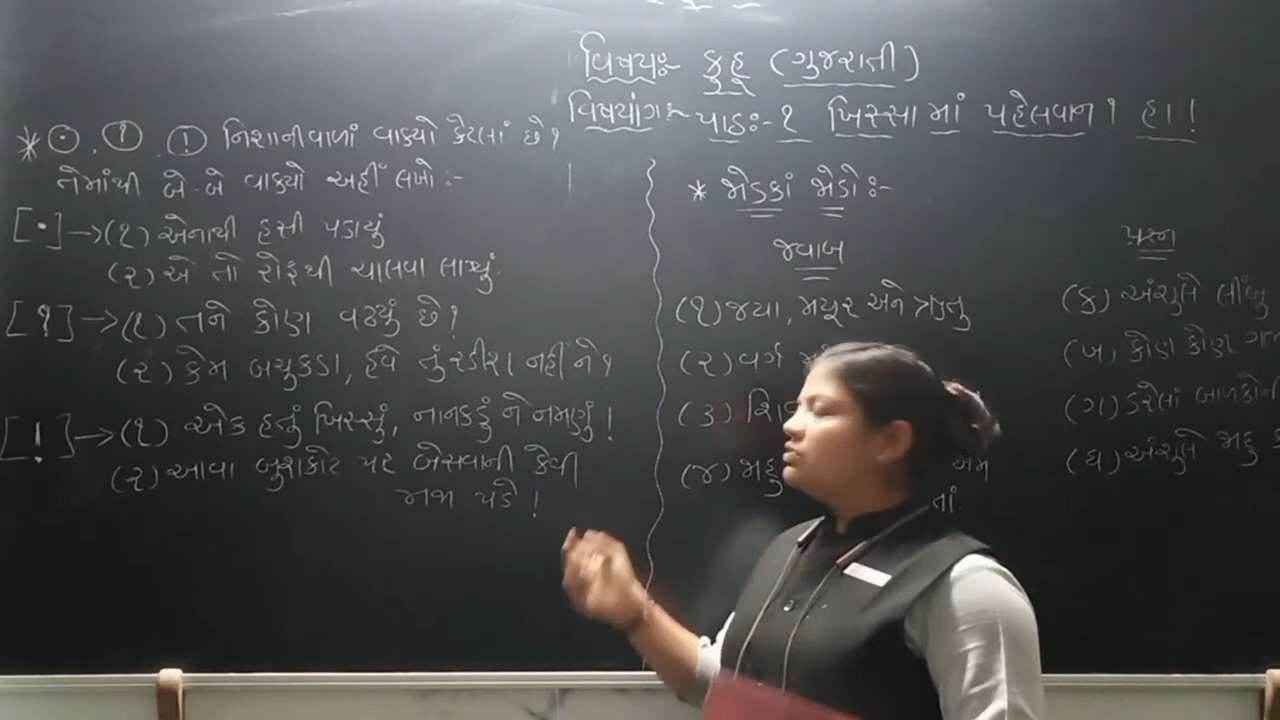 વિષય:- કુહૂ (ગુજરાતી)
વિષયાંગ:- પાઠ:- ૧ ખિસ્સા માં પહેલવાન? હા!
* (.) , (?) , (!) નિશાનીવાળાં વાક્યો કેટલાં છે?
તેમાંથી બે-બે વાક્યો અહીં લખો:-
[.] → (૧) એનાથી હસી પડાયું
(૨) એ તો રોફથી ચાલવા લાગ્યું.
[?] → (૧) તને કોણ વઢ્યું છે?
(૨) કેમ બચુકડા, હવે તું રડીશ નહીં ને?
[!] → (૧) એક હતું ખિસ્સું, નાનકડું ને નમણું!
(૨) આવા બુશકોટ પર બેસવાની કેવી
મજા પડે!
* જોડકાં જોડો:-
જવાબ
(૧) જયા, મયૂર અને ઋતુ
(૨) વર્ગ
(૩)
(૪) જાદુ
તાં.
પ્રશ્ન
(ક) અંશુલે લીંબુ
(ખ) કોણ કોણ
(ગ) ડરેલાં બાળકોની
(ઘ) અંશુલે જાદુ